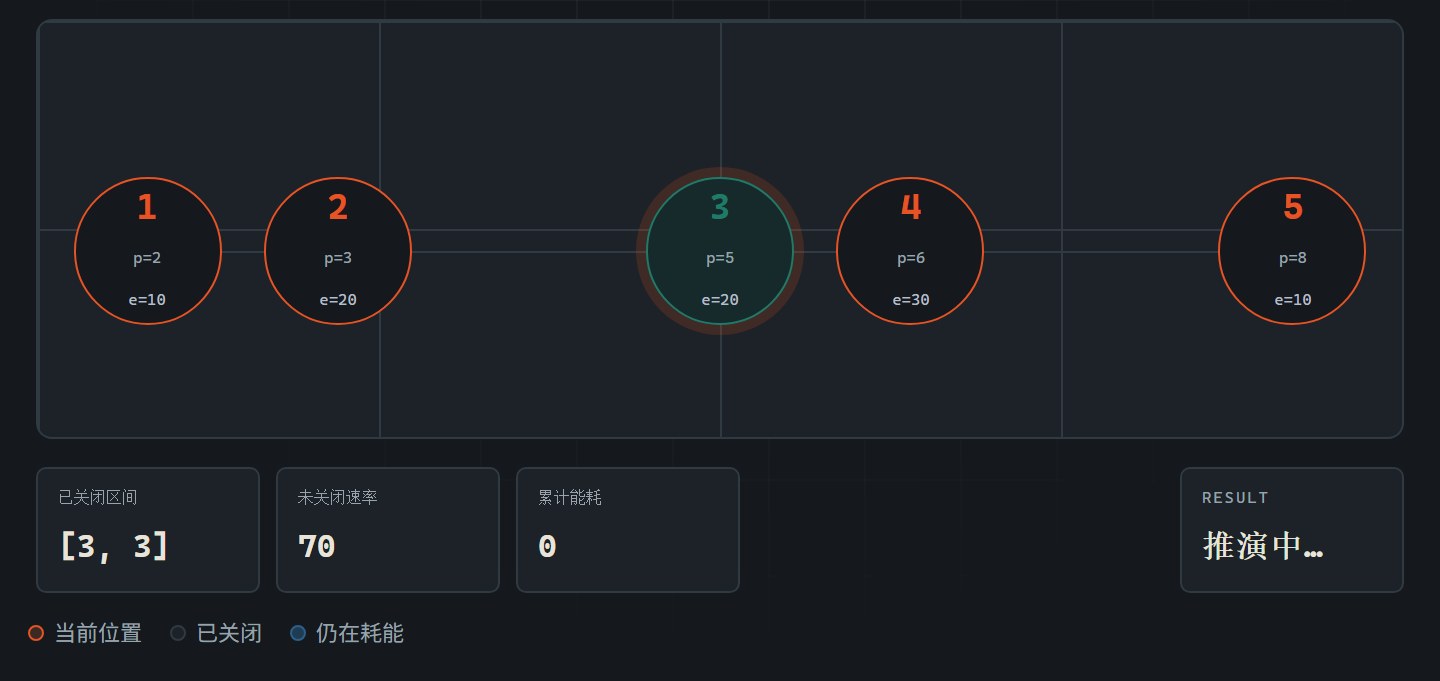 1
p=2
e=10
2
p=3
e=20
3
p=5
e=20
4
p=6
e=30
5
p=8
e=10
已关闭区间
[3, 3]
未关闭速率
70
累计能耗
0
RESULT
推演中…
当前位置
已关闭
仍在耗能